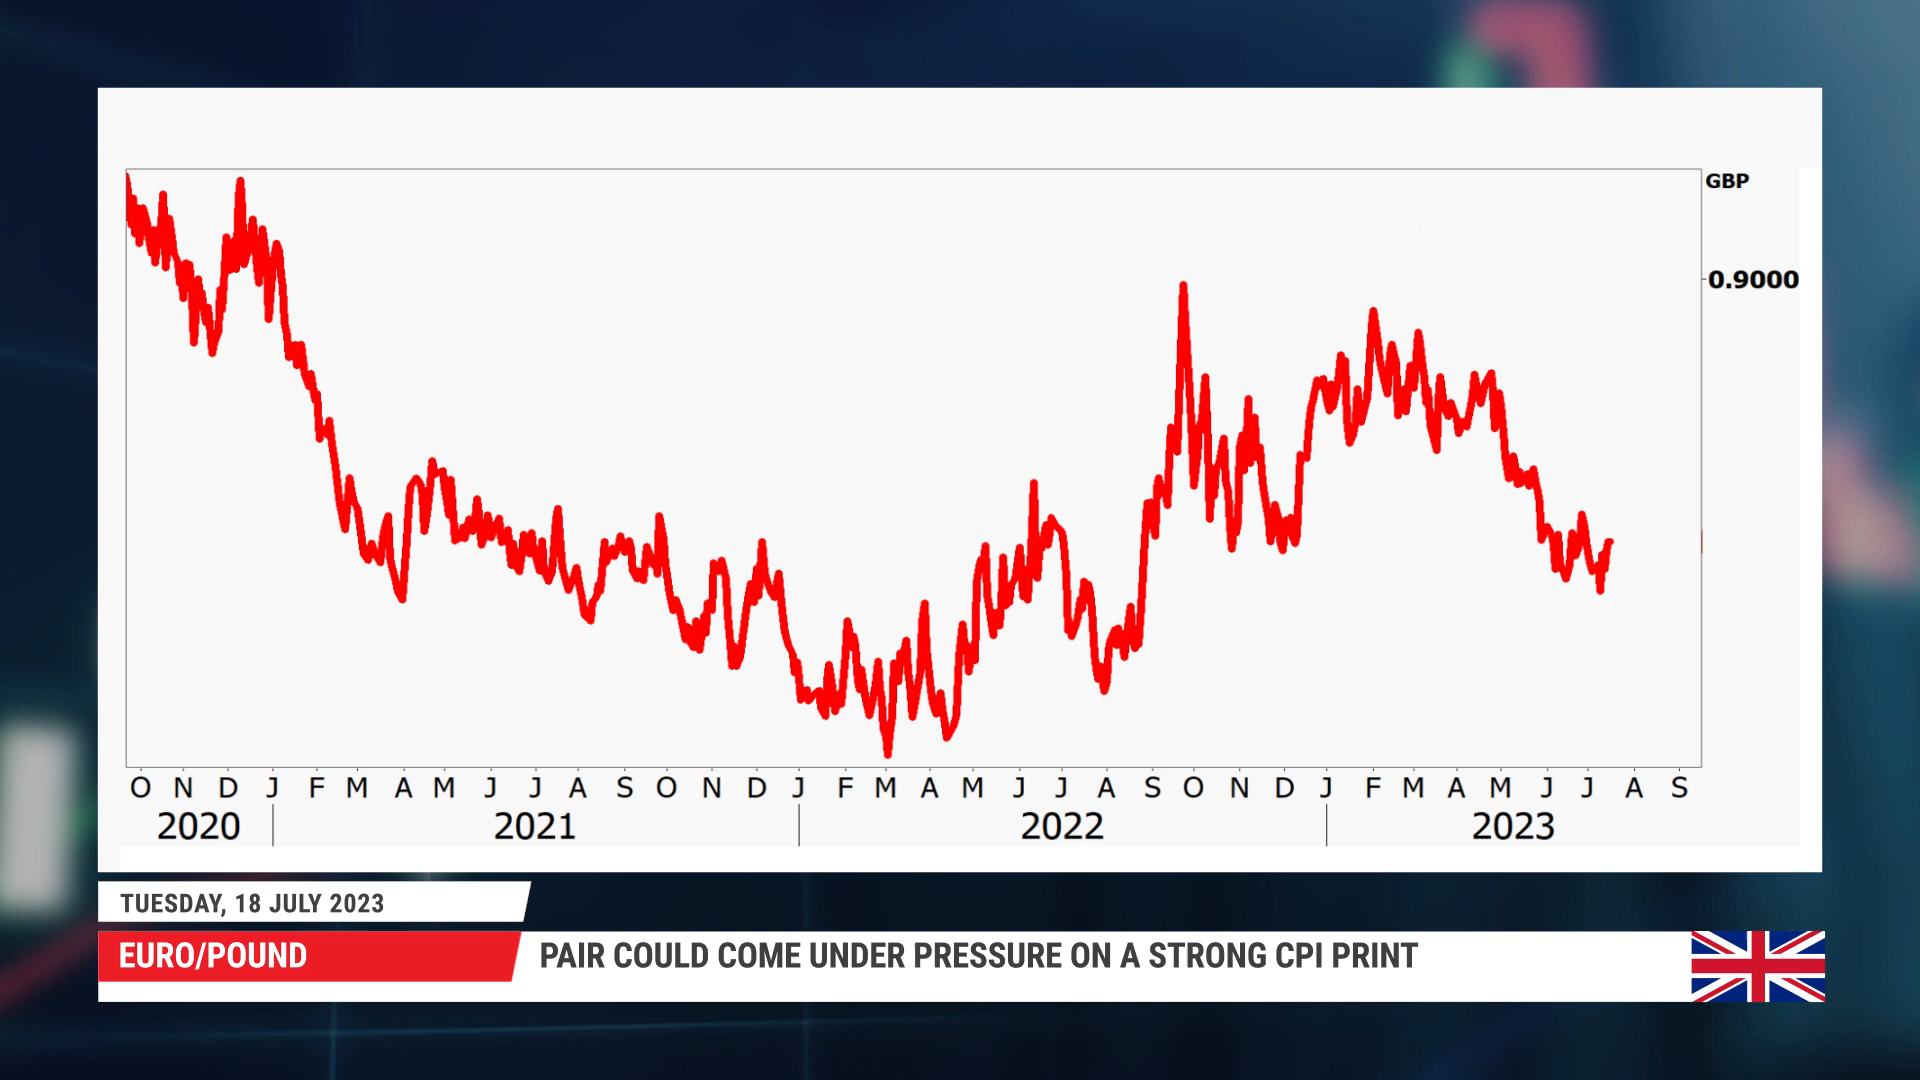 GBP
0.9000
O N D J F M A M J J A S O N D J F M A M J J A S O N D J F M A M J J A S
2020 2021 2022 2023
TUESDAY, 18 JULY 2023
EURO/POUND
PAIR COULD COME UNDER PRESSURE ON A STRONG CPI PRINT